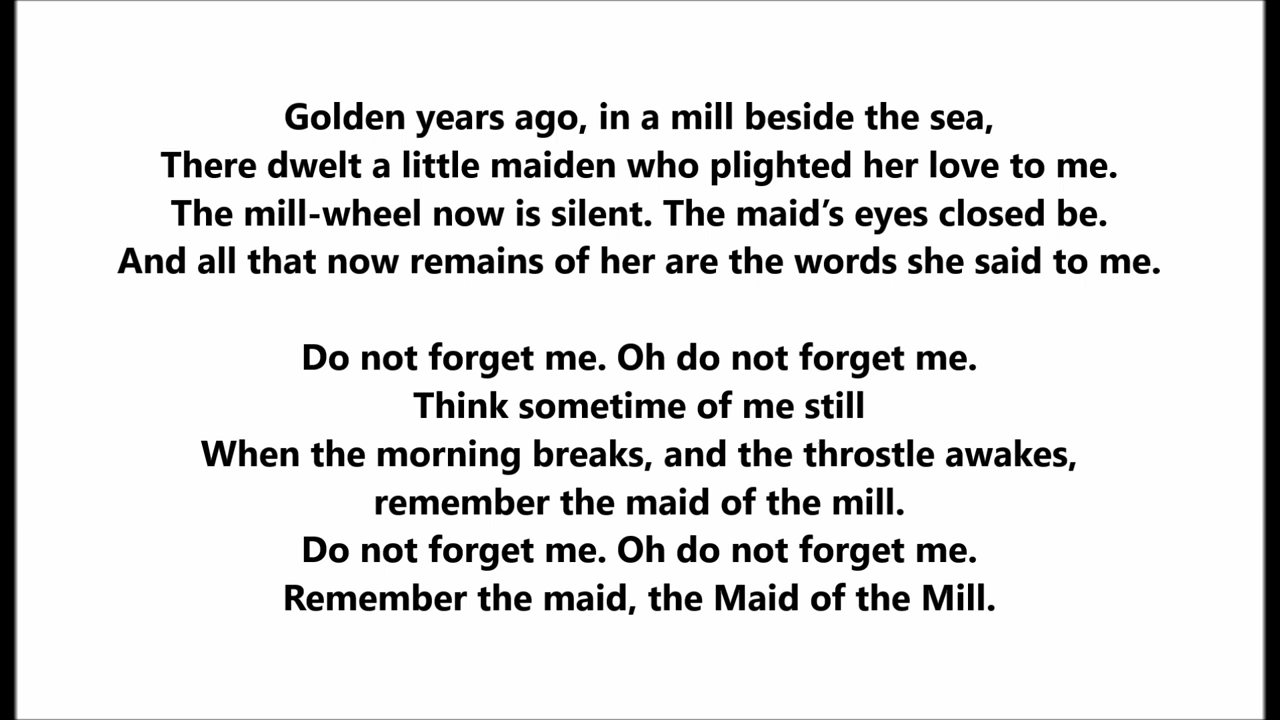 Golden years ago, in a mill beside the sea,
There dwelt a little maiden who plighted her love to me.
The mill-wheel now is silent. The maid’s eyes closed be.
And all that now remains of her are the words she said to me.
Do not forget me. Oh do not forget me.
Think sometime of me still
When the morning breaks, and the throstle awakes,
remember the maid of the mill.
Do not forget me. Oh do not forget me.
Remember the maid, the Maid of the Mill.